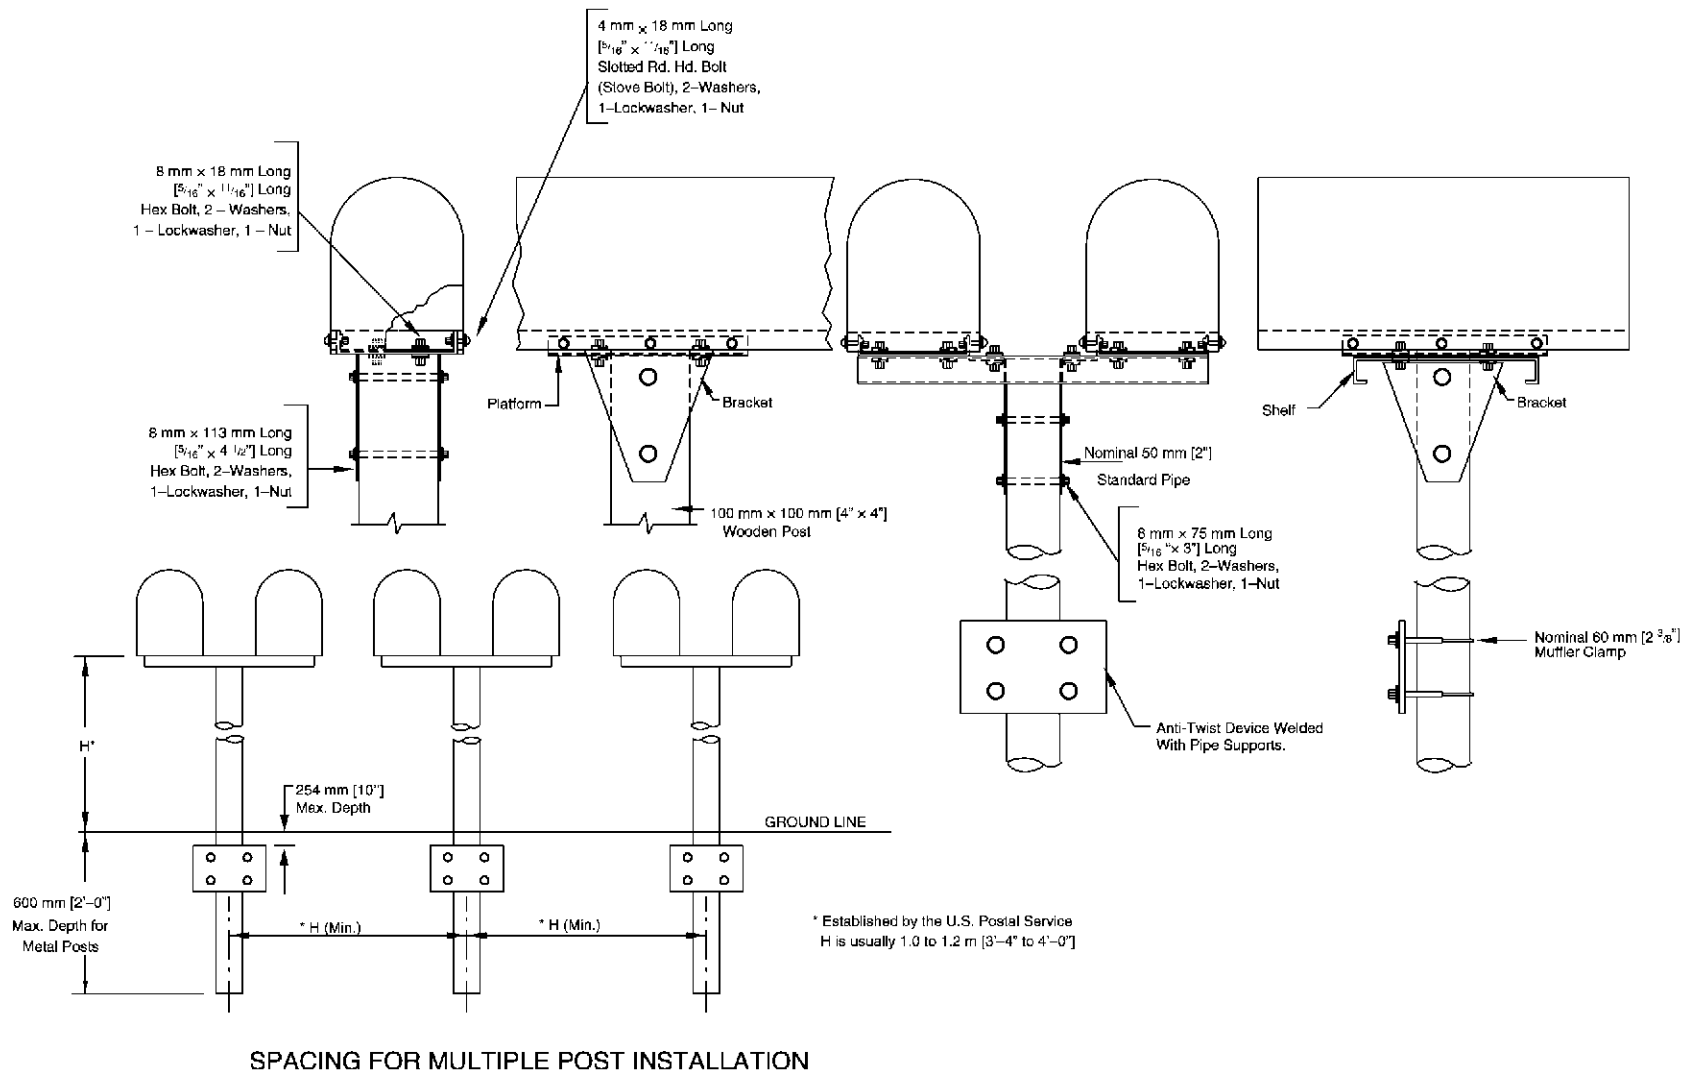 4 mm x 18 mm Long
[5/16" x 11/16"] Long
Slotted Rd. Hd. Bolt
(Stove Bolt), 2–Washers,
1–Lockwasher, 1– Nut
8 mm × 18 mm Long
[5/16" × 11/16"] Long
Hex Bolt, 2 – Washers,
1 – Lockwasher, 1 – Nut
Platform
Bracket
Shelf
Bracket
8 mm × 113 mm Long
[5/16" × 4 1/2"] Long
Hex Bolt, 2–Washers,
1–Lockwasher, 1–Nut
Nominal 50 mm [2"]
Standard Pipe
100 mm × 100 mm [4" × 4"]
Wooden Post
8 mm × 75 mm Long
[5/16 "× 3"] Long
Hex Bolt, 2–Washers,
1–Lockwasher, 1–Nut
Nominal 60 mm [2 3/8"]
Muffler Clamp
Anti-Twist Device Welded
With Pipe Supports.
H*
254 mm [10"]
Max. Depth
GROUND LINE
600 mm [2'–0"]
Max. Depth for
Metal Posts
* H (Min.)
* H (Min.)
* Established by the U.S. Postal Service
H is usually 1.0 to 1.2 m [3'–4" to 4'–0"]
SPACING FOR MULTIPLE POST INSTALLATION